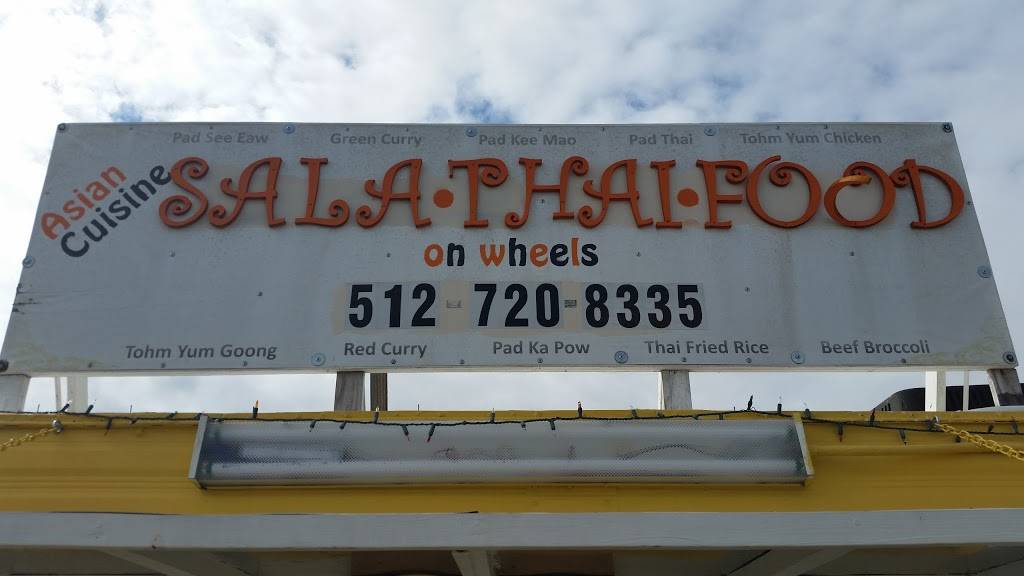 Pad See Eaw Green Curry Pad Kee Mao Pad Thai Tohm Yum Chicken
Asian
Cuisine
SALA•THAI•FOOD
on wheels
512-720-8335
Tohm Yum Goong Red Curry Pad Ka Pow Thai Fried Rice Beef Broccoli